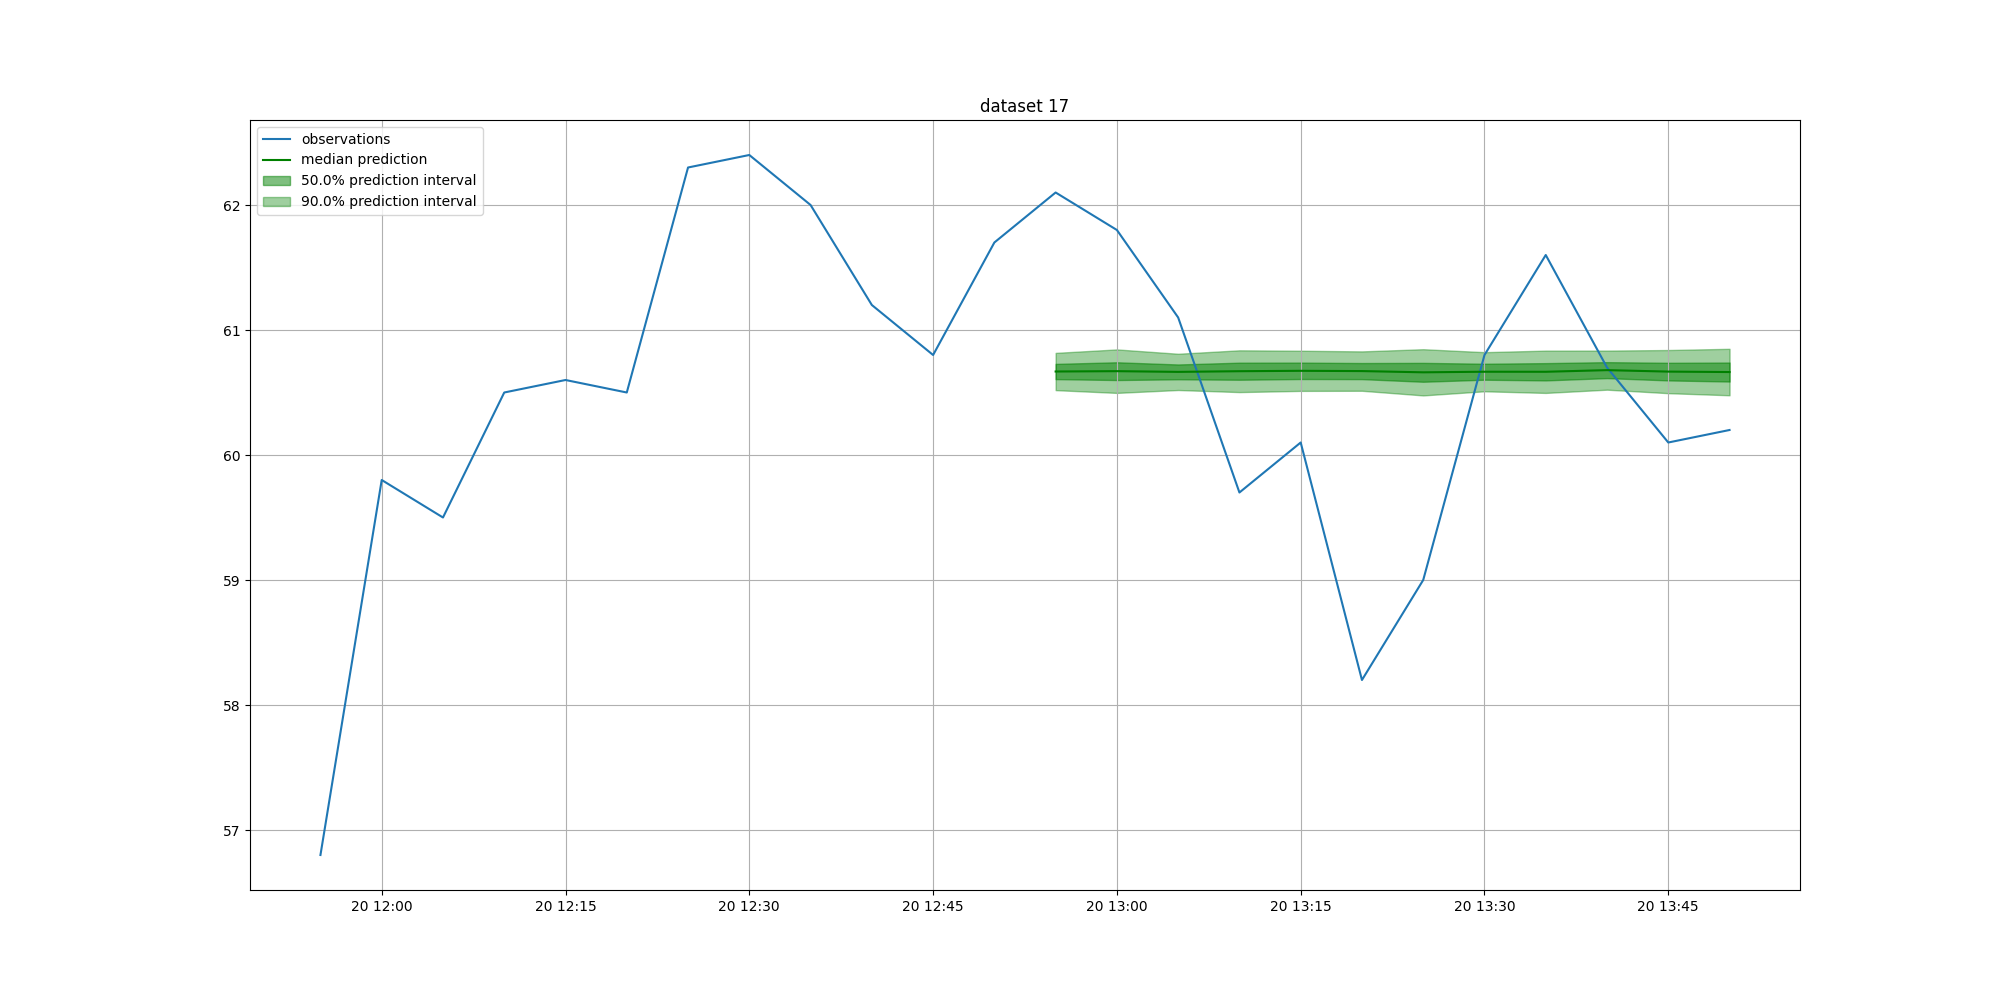 dataset 17
observations
median prediction
50.0% prediction interval
90.0% prediction interval
62
61
60
59
58
57
20 12:00 20 12:15 20 12:30 20 12:45 20 13:00 20 13:15 20 13:30 20 13:45